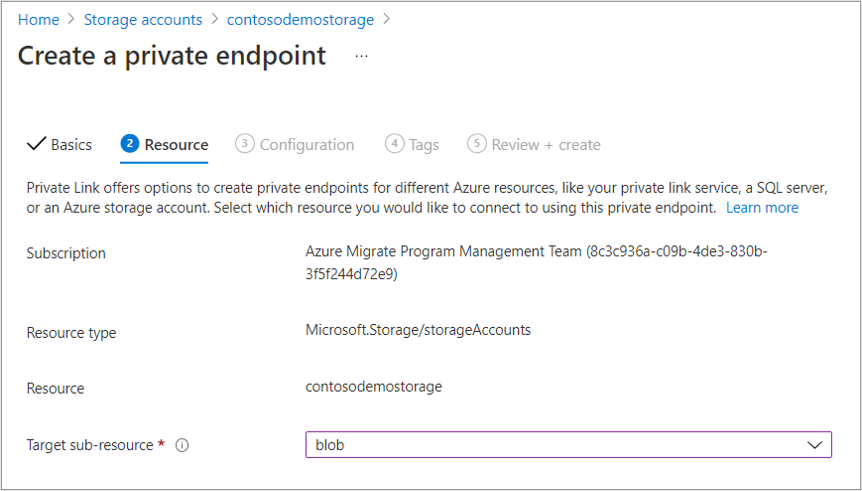 Home > Storage accounts > contosodemostorage >
Create a private endpoint ...
Basics 2 Resource 3 Configuration 4 Tags 5 Review + create
Private Link offers options to create private endpoints for different Azure resources, like your private link service, a SQL server,
or an Azure storage account. Select which resource you would like to connect to using this private endpoint. Learn more
Subscription Azure Migrate Program Management Team (8c3c936a-c09b-4de3-830b-
3f5f244d72e9)
Resource type Microsoft.Storage/storageAccounts
Resource contosodemostorage
Target sub-resource * blob